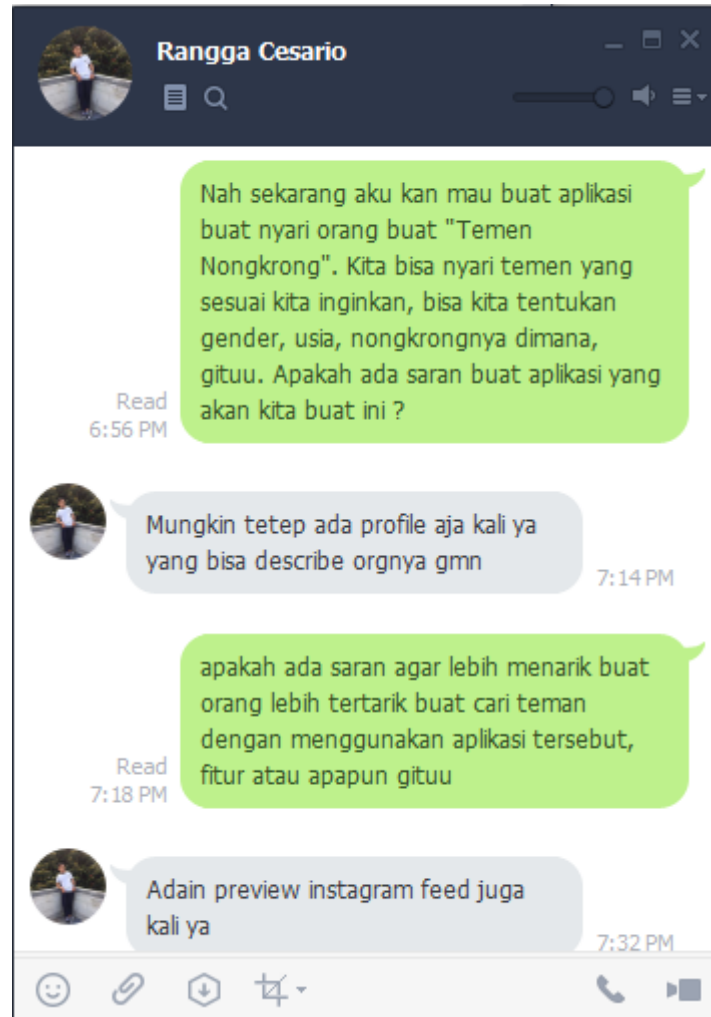 Rangga Cesario
Nah sekarang aku kan mau buat aplikasi
buat nyari orang buat "Temen
Nongkrong". Kita bisa nyari temen yang
sesuai kita inginkan, bisa kita tentukan
gender, usia, nongkrongnya dimana,
gituu. Apakah ada saran buat aplikasi yang
akan kita buat ini ?
Read
6:56 PM
Mungkin tetep ada profile aja kali ya
yang bisa describe orgnya gmn
7:14 PM
apakah ada saran agar lebih menarik buat
orang lebih tertarik buat cari teman
dengan menggunakan aplikasi tersebut,
fitur atau apapun gituu
Read
7:18 PM
Adain preview instagram feed juga
kali ya
7:32 PM